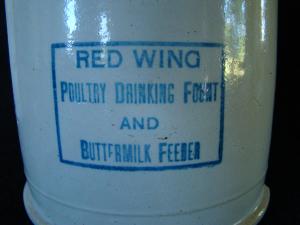 RED WING
POULTRY DRINKING FOUNT
AND
BUTTERMILK FEEDER